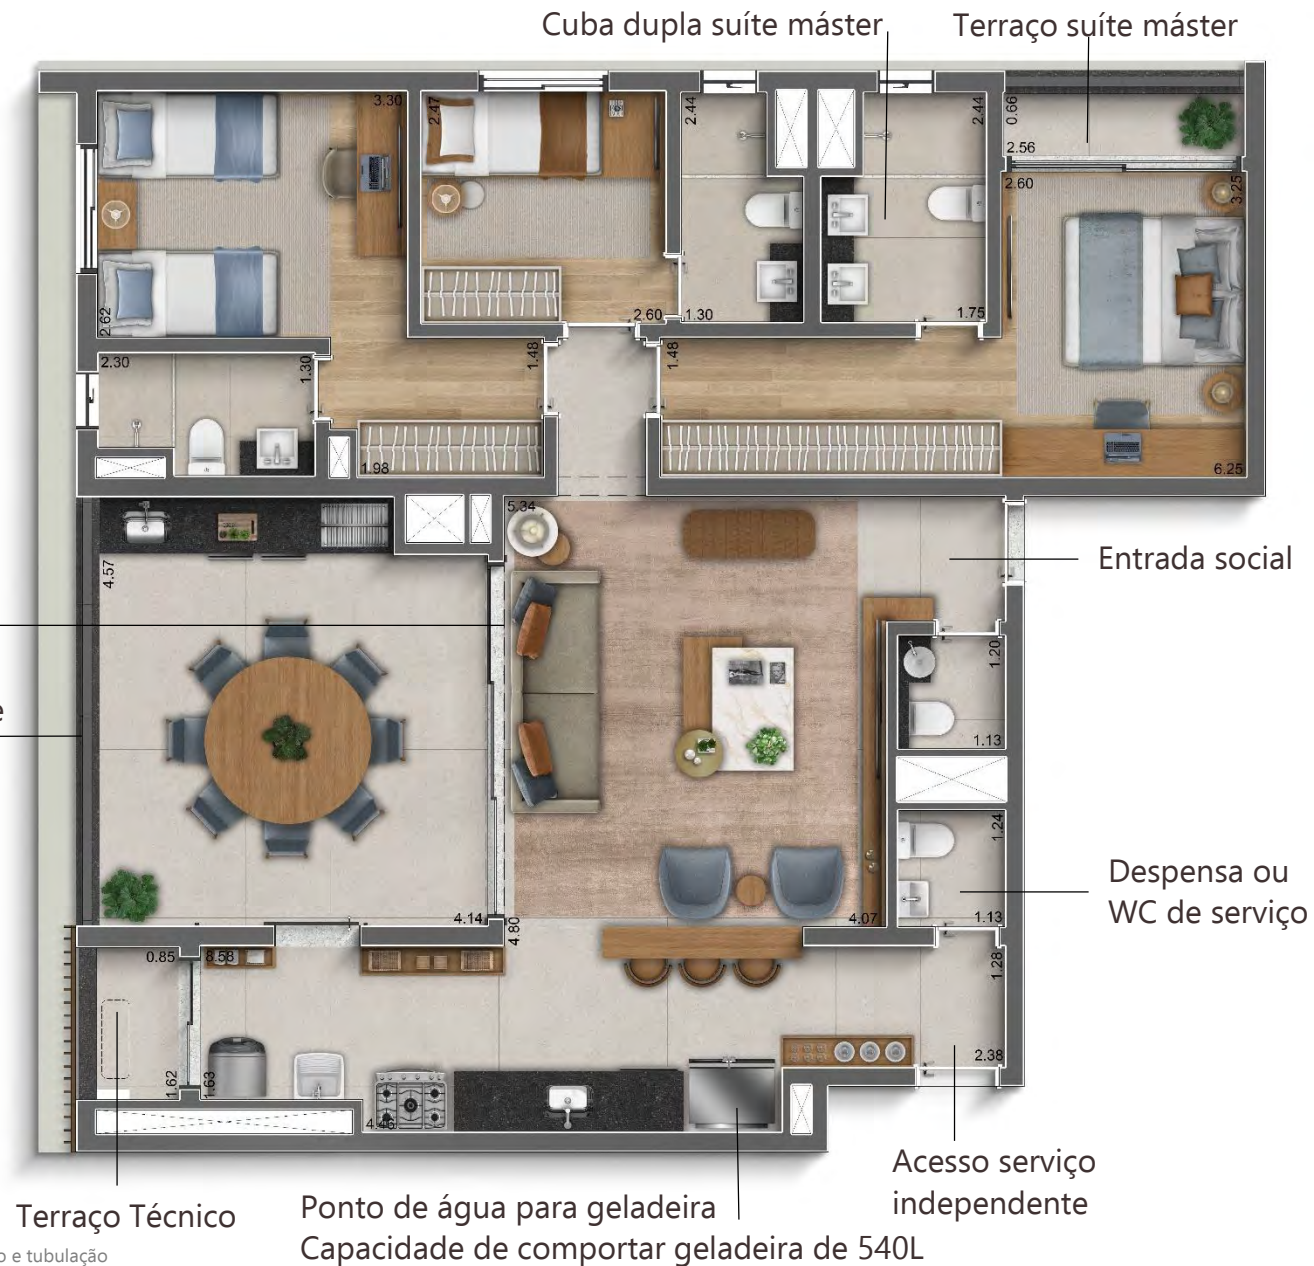 Cuba dupla suíte máster
Terraço suíte máster
3.30
2.47
2.44
2.44
0.66
2.56
2.60
3.25
2.62
2.60
1.30
1.75
2.30
1.30
1.48
1.48
1.98
6.25
5.34
4.57
Entrada social
1.20
e
1.13
1.24
Despensa ou
WC de serviço
1.13
4.14
4.80
4.07
0.85
8.58
1.28
2.38
1.62
1.63
4.46
Acesso serviço
independente
Terraço Técnico
Ponto de água para geladeira
Capacidade de comportar geladeira de 540L
o e tubulação